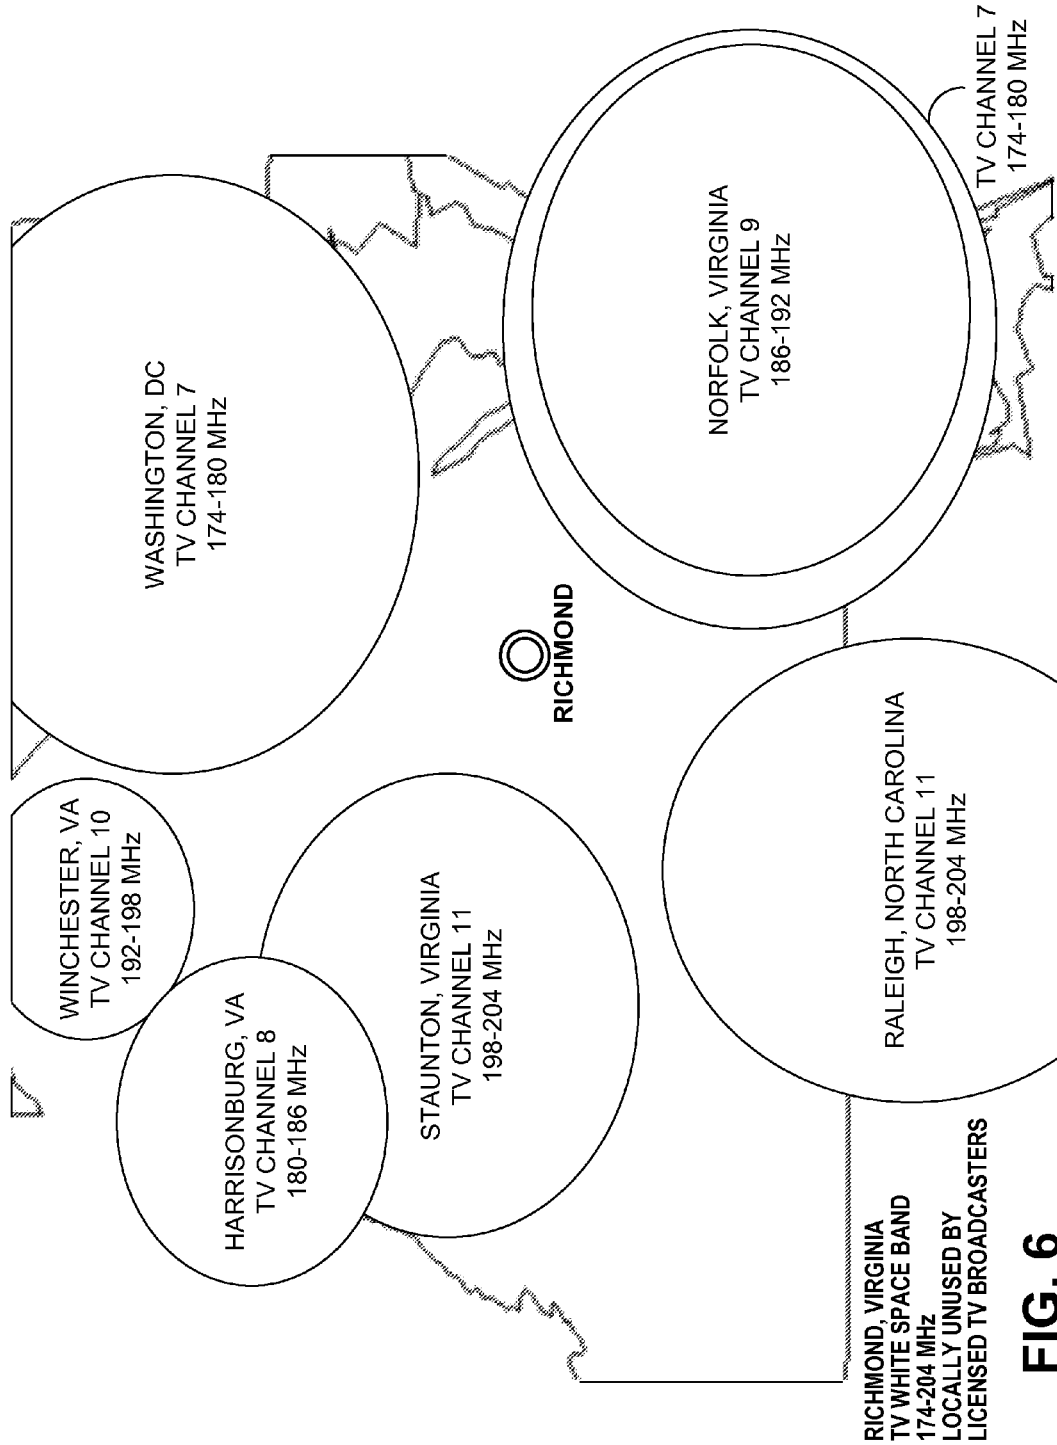 WINCHESTER, VA
TV CHANNEL 10
192-198 MHz
WASHINGTON, DC
TV CHANNEL 7
174-180 MHz
HARRISONBURG, VA
TV CHANNEL 8
180-186 MHz
STAUNTON, VIRGINIA
TV CHANNEL 11
198-204 MHz
RICHMOND
NORFOLK, VIRGINIA
TV CHANNEL 9
186-192 MHz
TV CHANNEL 7
174-180 MHz
RALEIGH, NORTH CAROLINA
TV CHANNEL 11
198-204 MHz
RICHMOND, VIRGINIA
TV WHITE SPACE BAND
174-204 MHz
LOCALLY UNUSED BY
LICENSED TV BROADCASTERS
FIG. 6